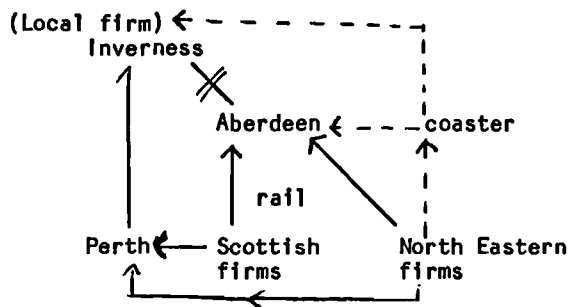 (Local firm)
Inverness
Aberdeen
coaster
rail
Perth
Scottish
firms
North Eastern
firms